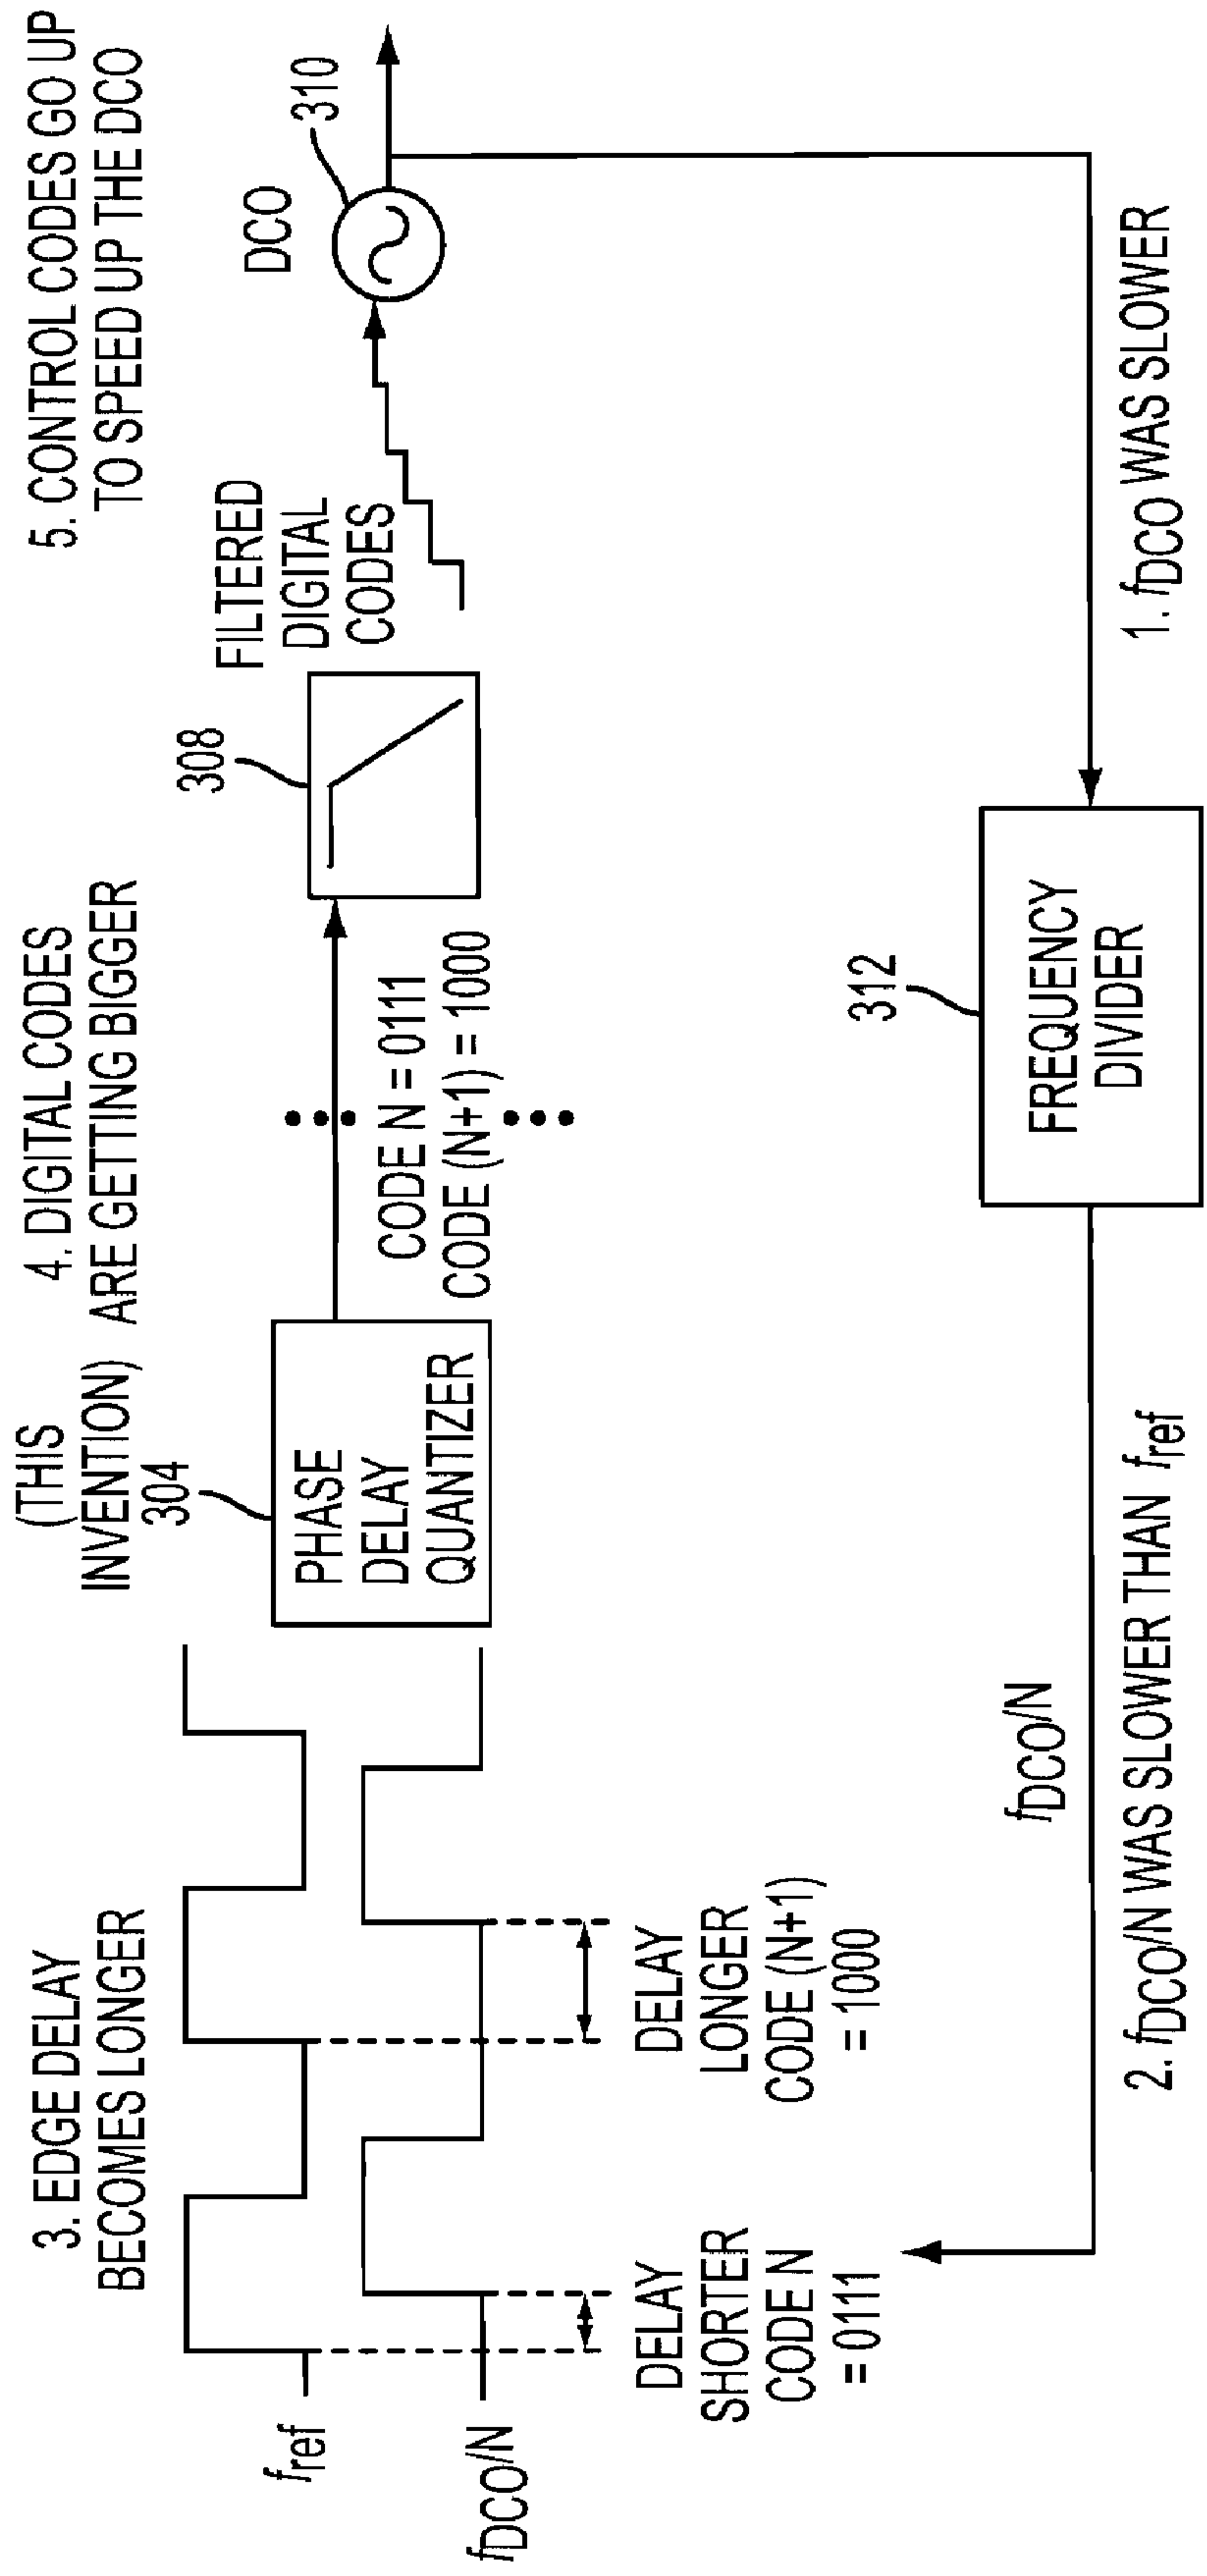 3. EDGE DELAY
BECOMES LONGER
(THIS
INVENTION)
304
4. DIGITAL CODES
ARE GETTING BIGGER
308
FILTERED
DIGITAL
CODES
5. CONTROL CODES GO UP
TO SPEED UP THE DCO
DCO
310
fref
fDCO/N
PHASE
DELAY
QUANTIZER
CODE N = 0111
CODE (N+1) = 1000
DELAY
SHORTER
CODE N
= 0111
DELAY
LONGER
CODE (N+1)
= 1000
312
FREQUENCY
DIVIDER
fDCO/N
2. fDCO/N WAS SLOWER THAN fref
1. fDCO WAS SLOWER